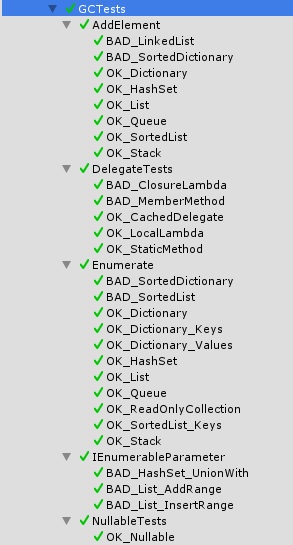 GCTests
AddElement
BAD_LinkedList
BAD_SortedDictionary
OK_Dictionary
OK_HashSet
OK_List
OK_Queue
OK_SortedList
OK_Stack
DelegateTests
BAD_ClosureLambda
BAD_MemberMethod
OK_CachedDelegate
OK_LocalLambda
OK_StaticMethod
Enumerate
BAD_SortedDictionary
BAD_SortedList
OK_Dictionary
OK_Dictionary_Keys
OK_Dictionary_Values
OK_HashSet
OK_List
OK_Queue
OK_ReadOnlyCollection
OK_SortedList_Keys
OK_Stack
IEnumerableParameter
BAD_HashSet_UnionWith
BAD_List_AddRange
BAD_List_InsertRange
NullableTests
OK_Nullable